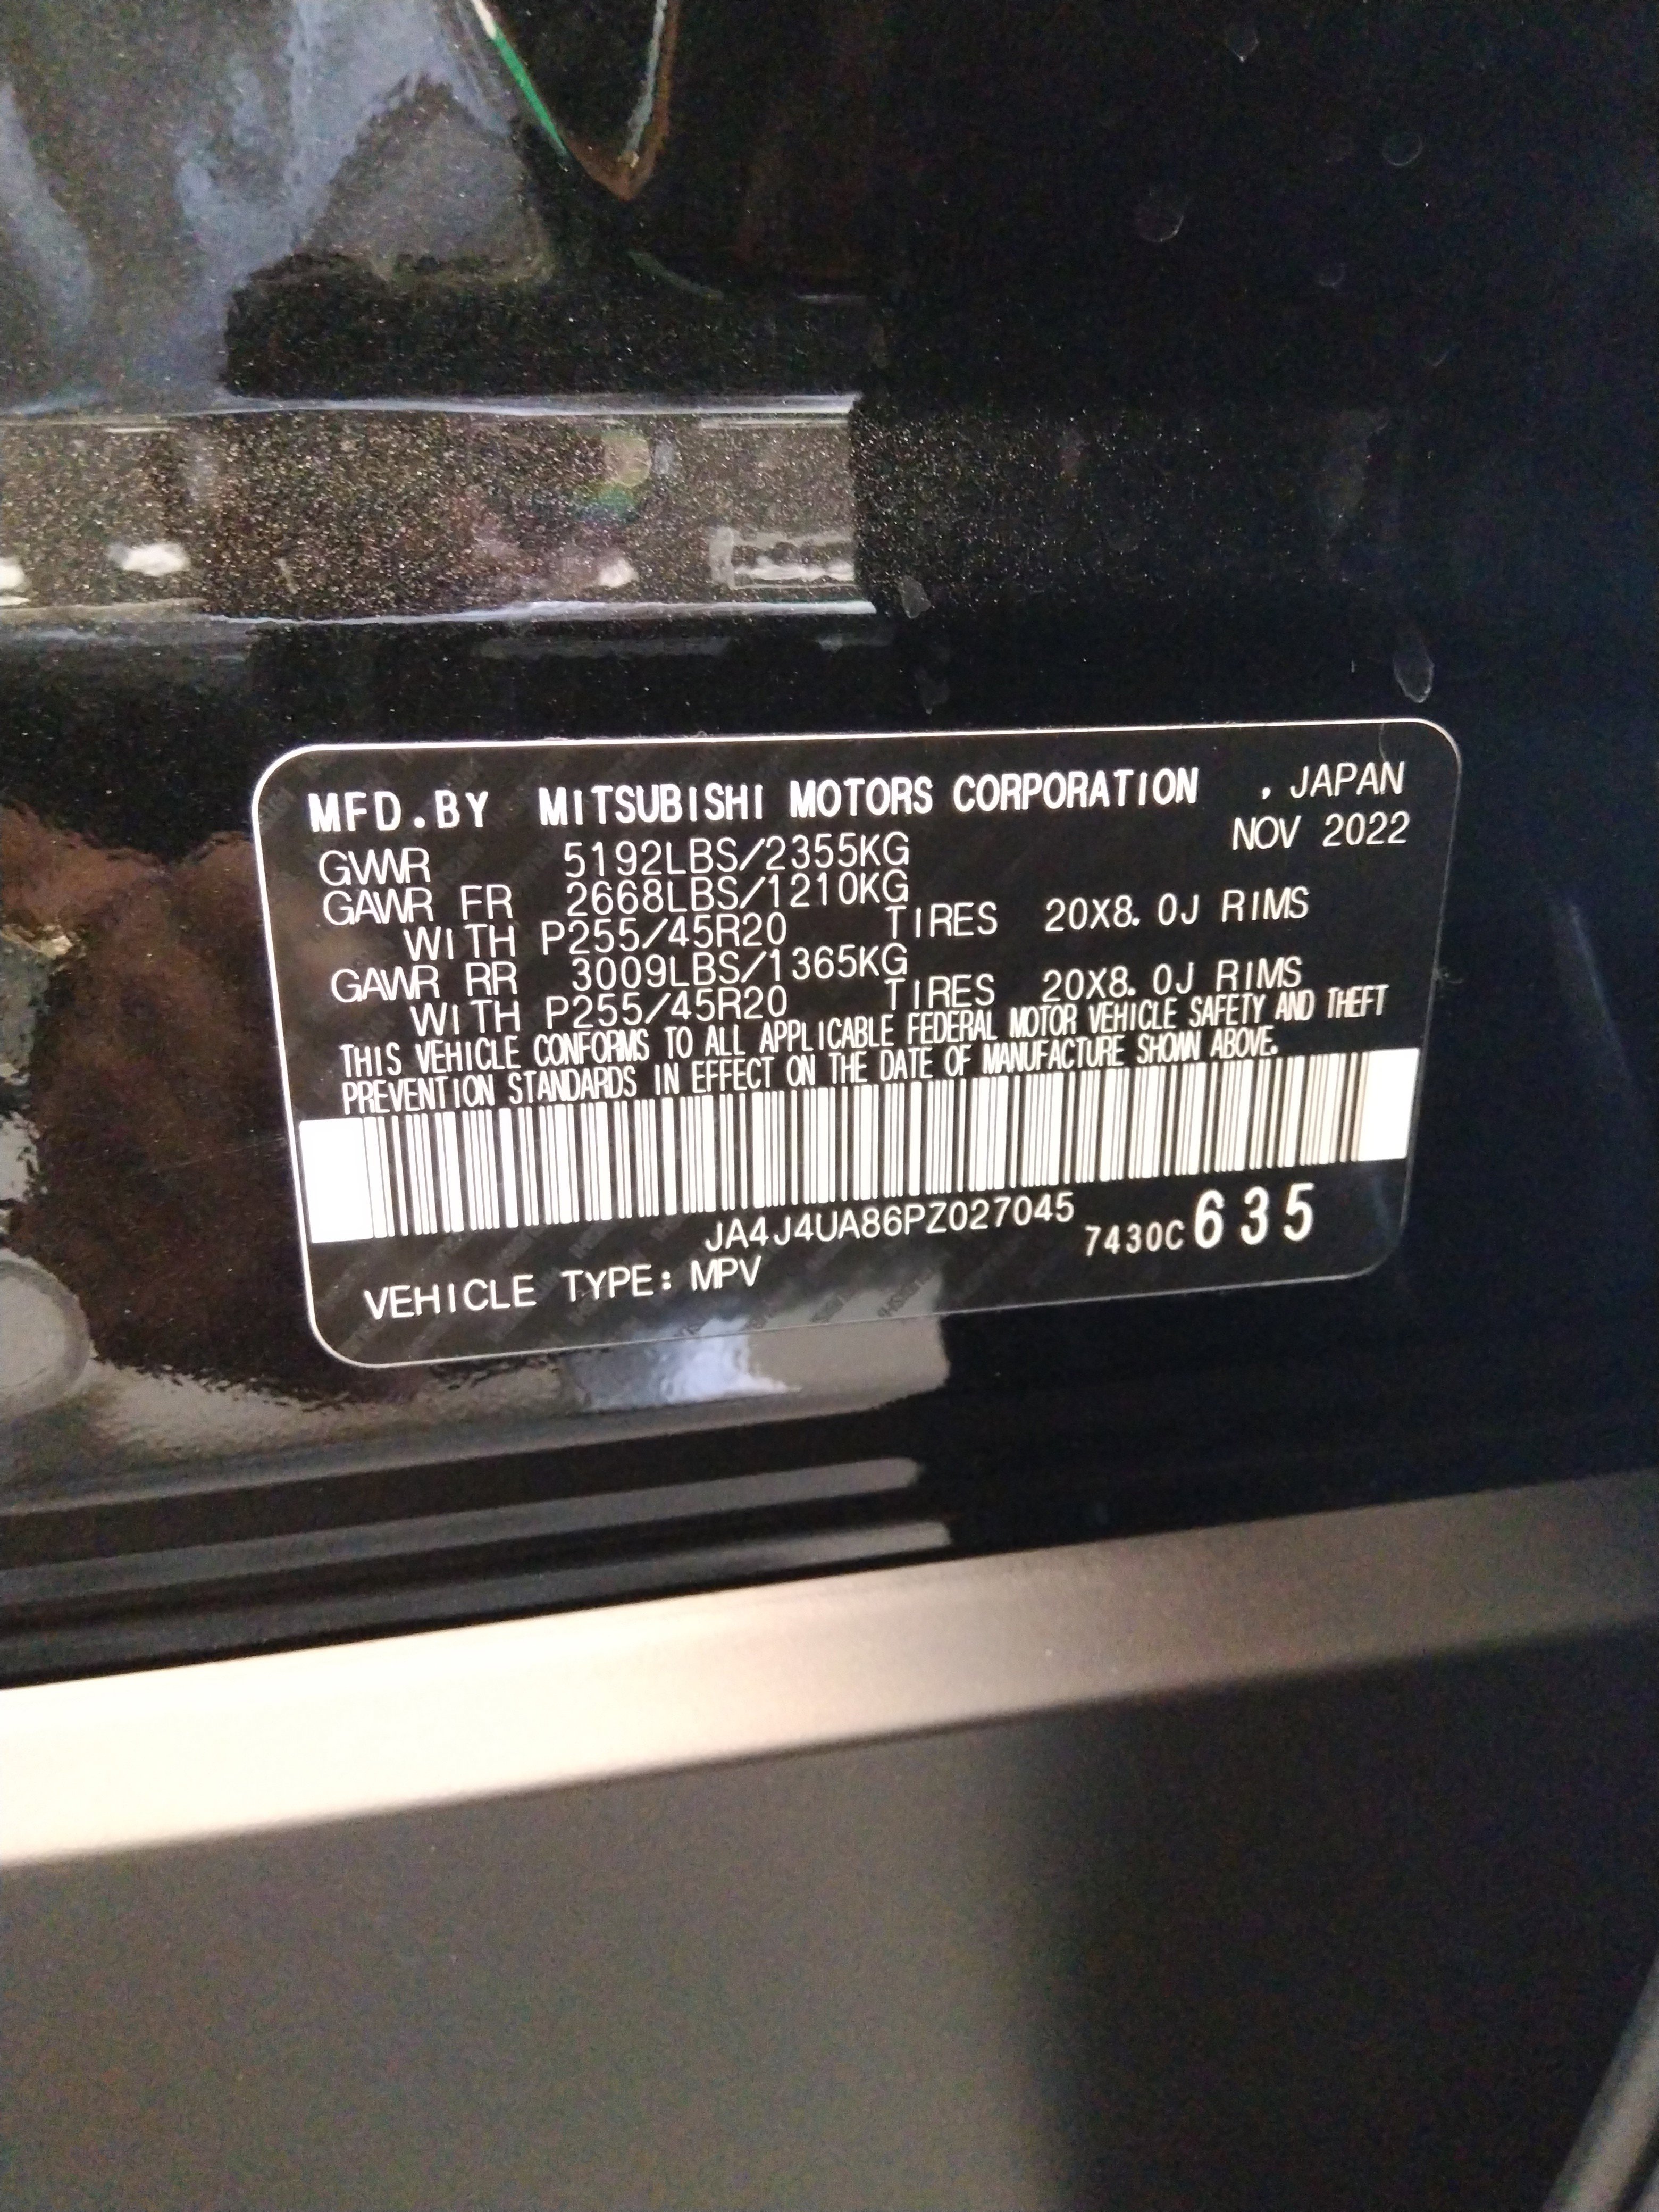 MFD.BY MITSUBISHI MOTORS CORPORATION , JAPAN
NOV 2022
GVWR 5192LBS/2355KG
GAWR FR 2668LBS/1210KG
WITH P255/45R20 TIRES 20X8.0J RIMS
GAWR RR 3009LBS/1365KG
WITH P255/45R20 TIRES 20X8.0J RIMS
THIS VEHICLE CONFORMS TO ALL APPLICABLE FEDERAL MOTOR VEHICLE SAFETY AND THEFT
PREVENTION STANDARDS IN EFFECT ON THE DATE OF MANUFACTURE SHOWN ABOVE.
JA4J4UA86PZ027045
7430C635
VEHICLE TYPE: MPV